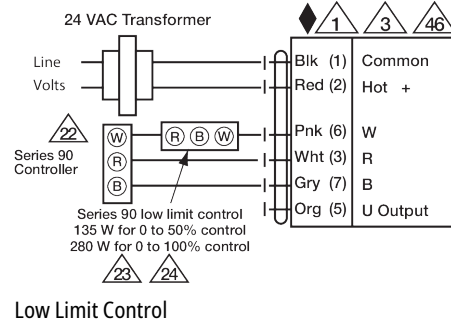 24 VAC Transformer
1 3 46
Line
Volts
Blk (1) Common
Red (2) Hot +
22
Series 90
Controller
W
R
B
R B W
Pnk (6) W
Wht (3) R
Gry (7) B
Org (5) U Output
Series 90 low limit control
135 W for 0 to 50% control
280 W for 0 to 100% control
23 24
Low Limit Control